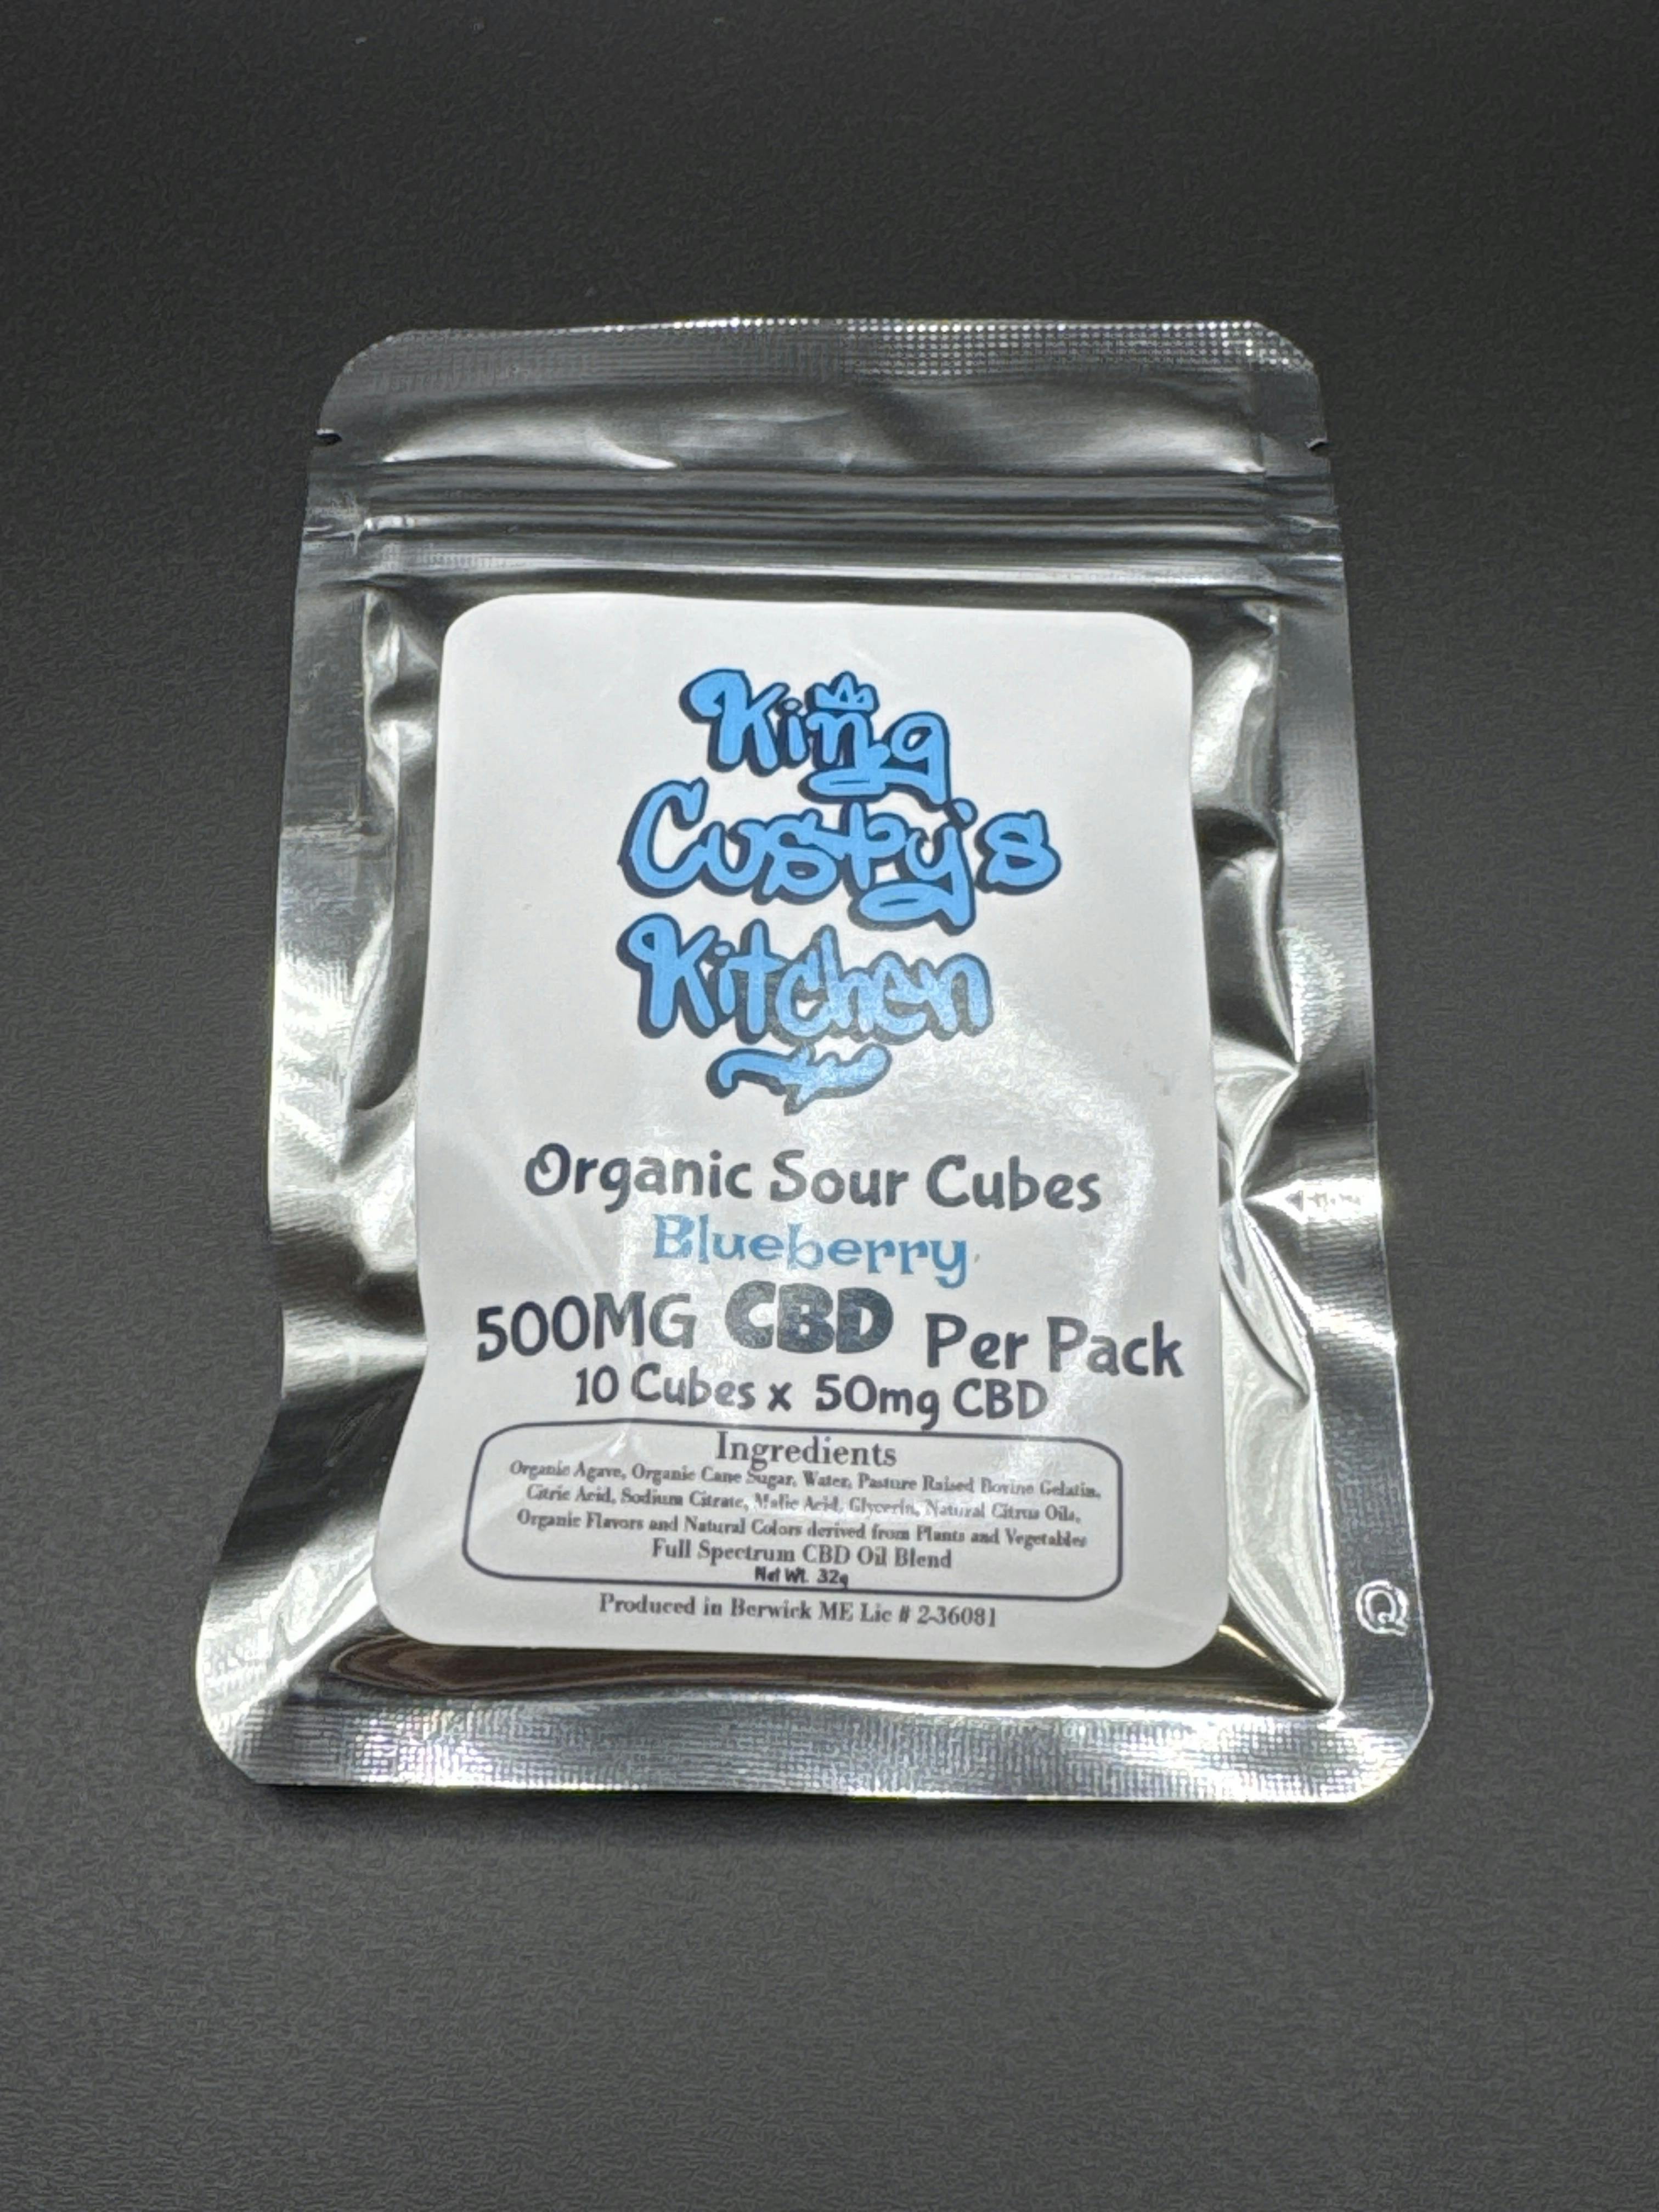 King
Custy's
Kitchen
Organic Sour Cubes
Blueberry
500MG CBD Per Pack
10 Cubes x 50mg CBD
Ingredients
Organic Agave, Organic Cane Sugar, Water, Pasture Raised Bovine Gelatin,
Citric Acid, Sodium Citrate, Malic Acid, Glycerin, Natural Citrus Oils,
Organic Flavors and Natural Colors derived from Plants and Vegetables
Full Spectrum CBD Oil Blend
Net Wt. 32g
Produced in Berwick ME Lic # 2-36081
Q